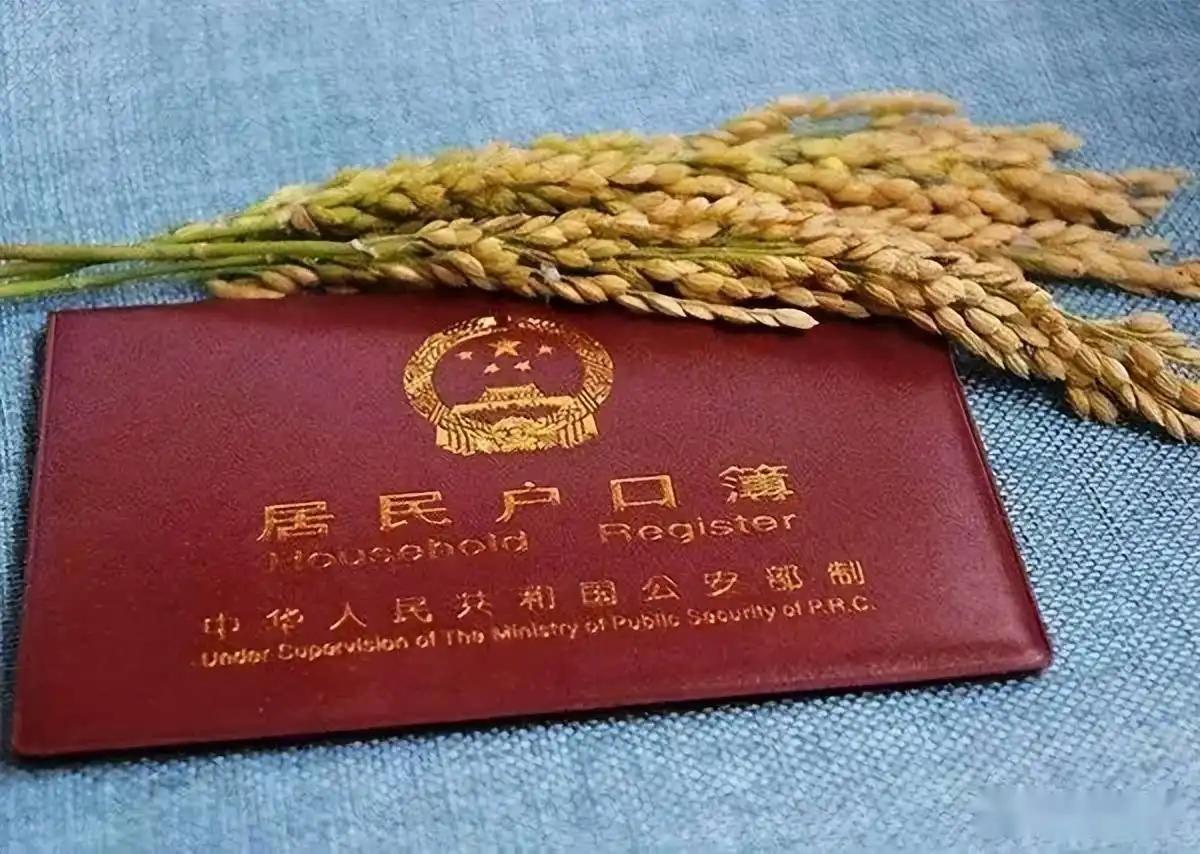 居民户口簿
Household Register
中华人民共和国公安部制
Under Supervision of The Ministry of Public Security of P.R.C.